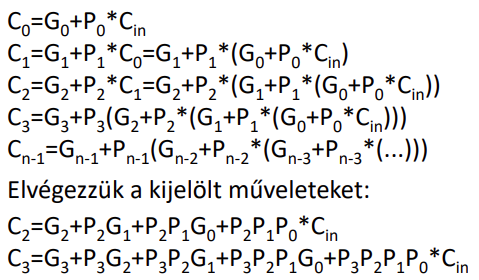 C₀=G₀+P₀*Cᵢₙ
C₁=G₁+P₁*C₀=G₁+P₁*(G₀+P₀*Cᵢₙ)
C₂=G₂+P₂*C₁=G₂+P₂*(G₁+P₁*(G₀+P₀*Cᵢₙ))
C₃=G₃+P₃(G₂+P₂*(G₁+P₁*(G₀+P₀*Cᵢₙ)))
Cₙ₋₁=Gₙ₋₁+Pₙ₋₁(Gₙ₋₂+Pₙ₋₂*(Gₙ₋₃+Pₙ₋₃*(...)))
Elvégezzük a kijelölt műveleteket:
C₂=G₂+P₂G₁+P₂P₁G₀+P₂P₁P₀*Cᵢₙ
C₃=G₃+P₃G₂+P₃P₂G₁+P₃P₂P₁G₀+P₃P₂P₁P₀*Cᵢₙ